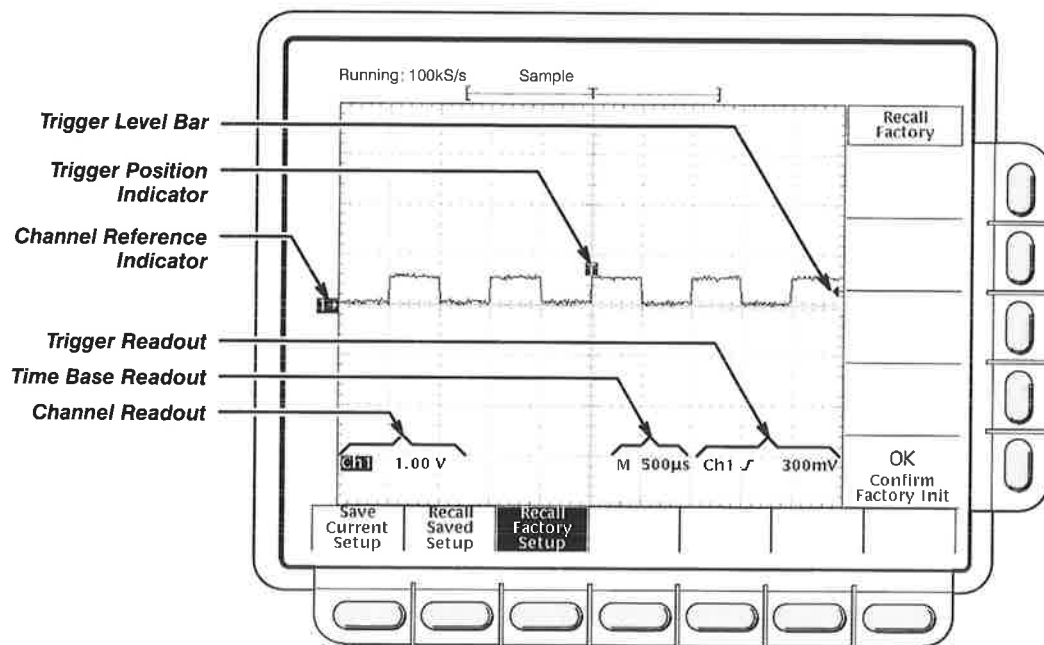 Running: 100kS/s Sample
T
Trigger Level Bar
Recall
Factory
Trigger Position
Indicator
Channel Reference
Indicator
T
1
Trigger Readout
Time Base Readout
Channel Readout
Ch1 1.00 V M 500µs Ch1 300mV
OK
Confirm
Factory Init
Save
Current
Setup
Recall
Saved
Setup
Recall
Factory
Setup